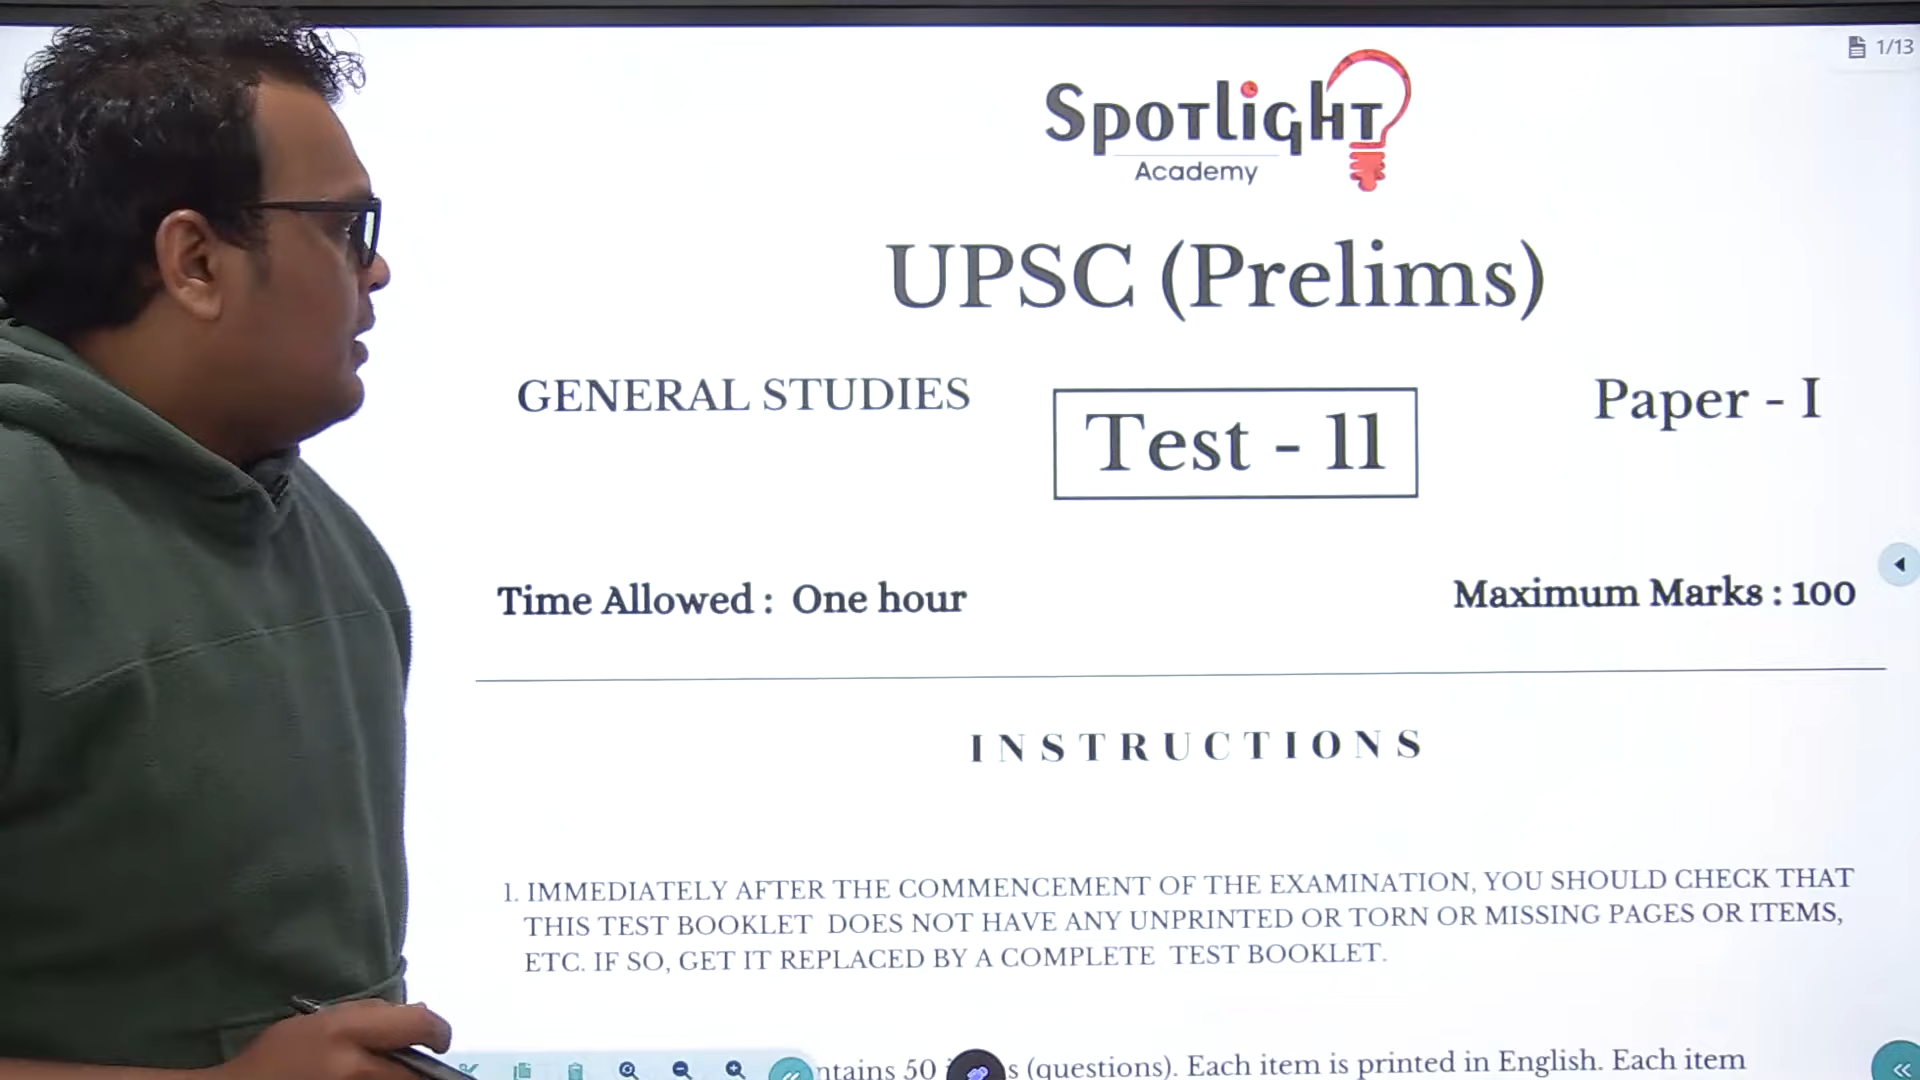 1/13
Spotlight
Academy
UPSC (Prelims)
GENERAL STUDIES
Test - 11
Paper - I
Time Allowed : One hour
Maximum Marks : 100
INSTRUCTIONS
1. IMMEDIATELY AFTER THE COMMENCEMENT OF THE EXAMINATION, YOU SHOULD CHECK THAT
THIS TEST BOOKLET DOES NOT HAVE ANY UNPRINTED OR TORN OR MISSING PAGES OR ITEMS,
ETC. IF SO, GET IT REPLACED BY A COMPLETE TEST BOOKLET.
50 (questions). Each item is printed in English. Each item